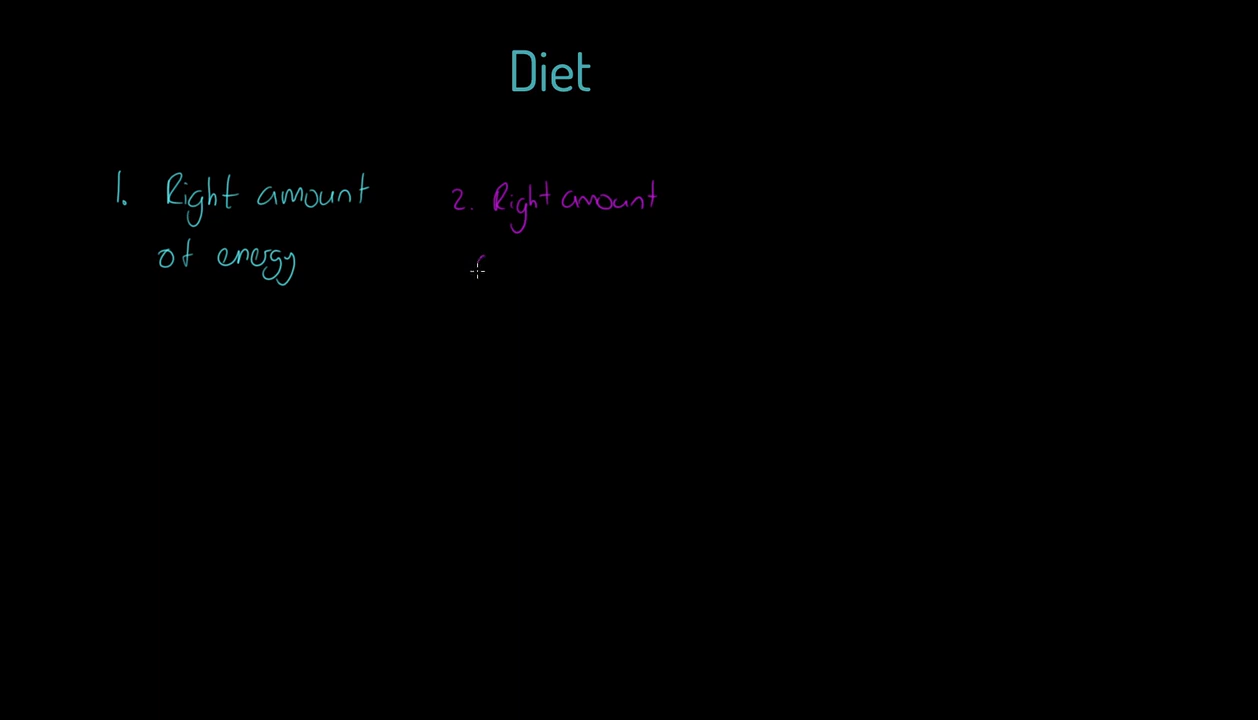 Diet
1. Right amount
of energy
2. Right amount